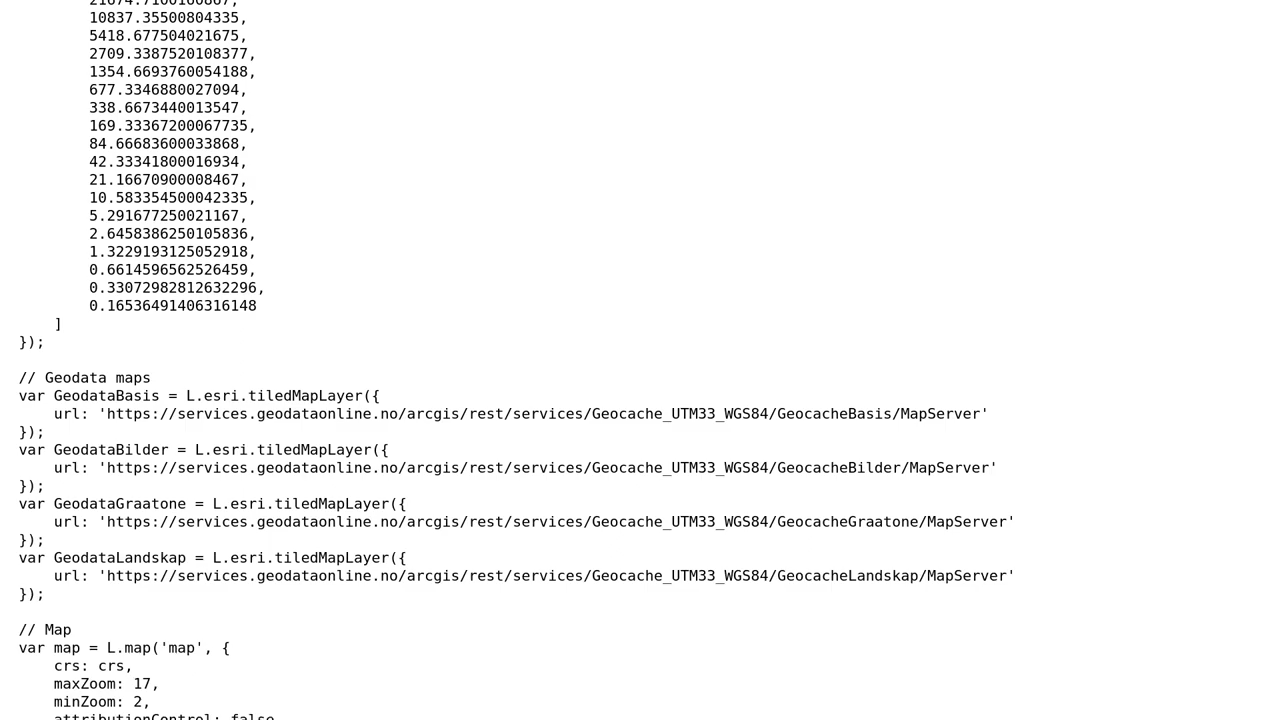 10837.35500804335,
5418.677504021675,
2709.3387520108377,
1354.6693760054188,
677.3346880027094,
338.6673440013547,
169.33367200067735,
84.66683600033868,
42.33341800016934,
21.16670900008467,
10.583354500042335,
5.291677250021167,
2.6458386250105836,
1.3229193125052918,
0.6614596562526459,
0.33072982812632296,
0.16536491406316148
]
});
// Geodata maps
var GeodataBasis = L.esri.tiledMapLayer({
url: 'https://services.geodataonline.no/arcgis/rest/services/Geocache_UTM33_WGS84/GeocacheBasis/MapServer'
});
var GeodataBilder = L.esri.tiledMapLayer({
url: 'https://services.geodataonline.no/arcgis/rest/services/Geocache_UTM33_WGS84/GeocacheBilder/MapServer'
});
var GeodataGraatone = L.esri.tiledMapLayer({
url: 'https://services.geodataonline.no/arcgis/rest/services/Geocache_UTM33_WGS84/GeocacheGraatone/MapServer'
});
var GeodataLandskap = L.esri.tiledMapLayer({
url: 'https://services.geodataonline.no/arcgis/rest/services/Geocache_UTM33_WGS84/GeocacheLandskap/MapServer'
});
// Map
var map = L.map('map', {
crs: crs,
maxZoom: 17,
minZoom: 2,
attributionControl: false